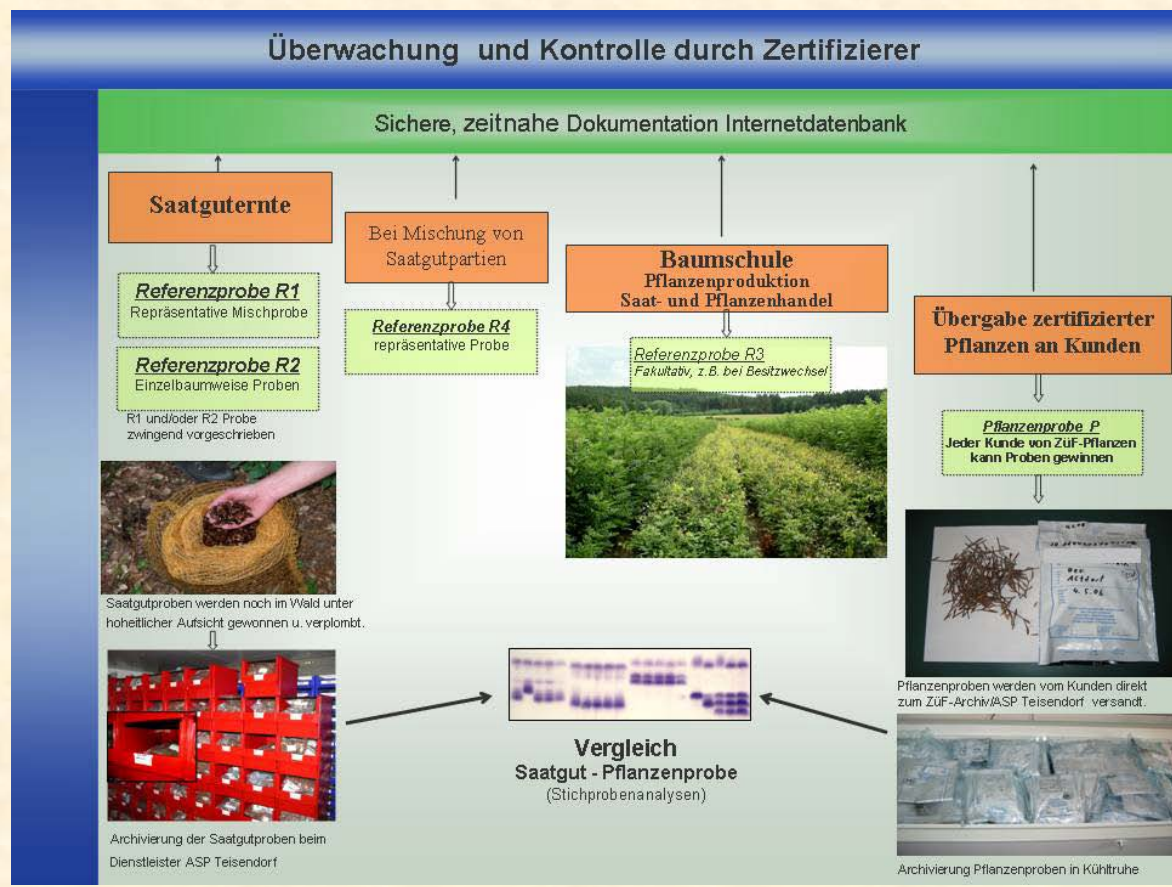 Überwachung und Kontrolle durch Zertifizierer
Sichere, zeitnahe Dokumentation Internetdatenbank
Saatguternte
Referenzprobe R1
Repräsentative Mischprobe
Referenzprobe R2
Einzelbaumweise Proben
R1 und/oder R2 Probe
zwingend vorgeschrieben
Saatgutproben werden noch im Wald unter
hoheitlicher Aufsicht gewonnen u. verplombt.
Archivierung der Saatgutproben beim
Dienstleister ASP Teisendorf
Bei Mischung von
Saatgutpartien
Referenzprobe R4
repräsentative Probe
Baumschule
Pflanzenproduktion
Saat- und Pflanzenhandel
Referenzprobe R3
Fakultativ, z.B. bei Besitzwechsel
Vergleich
Saatgut - Pflanzenprobe
(Stichprobenanalysen)
Übergabe zertifizierter
Pflanzen an Kunden
Pflanzenprobe P
Jeder Kunde von ZüF-Pflanzen
kann Proben gewinnen
4.5.06
Pflanzenproben werden vom Kunden direkt
zum ZüF-Archiv/ASP Teisendorf versandt.
Archivierung Pflanzenproben in Kühltruhe